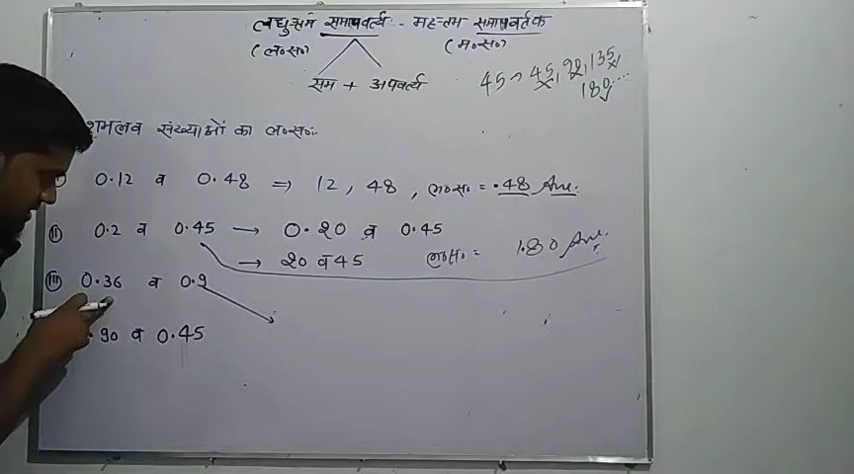 लघुत्तम समापवर्त्य - महत्तम समापवर्तक
(ल०स०) (म०स०)
सम + अपवर्त्य 45 → 45, 90, 135, 180...
शमलव संख्याओं का ल०स०:-
0.12 व 0.48 ⇒ 12, 48, ल०स० = .48 Ans.
(ii) 0.2 व 0.45 → 0.20 व 0.45
→ 20 व 45 ल०स० = 1.80 Ans.
(iii) 0.36 व 0.9
.90 व 0.45